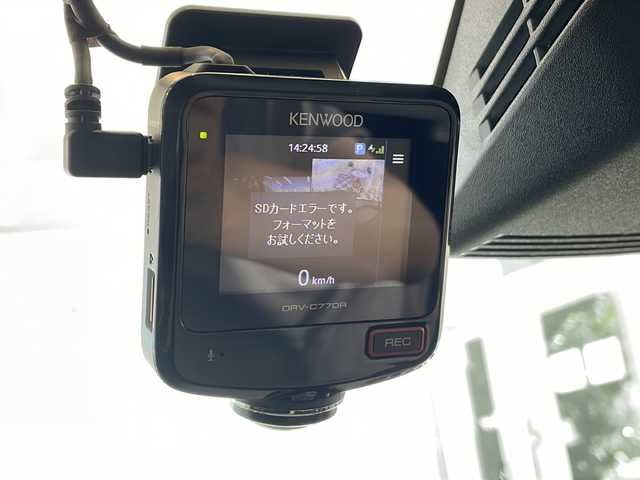 KENWOOD
14:24:58
P
SDカードエラーです。
フォーマットを
お試しください。
0 km/h
DRV-C770R
REC